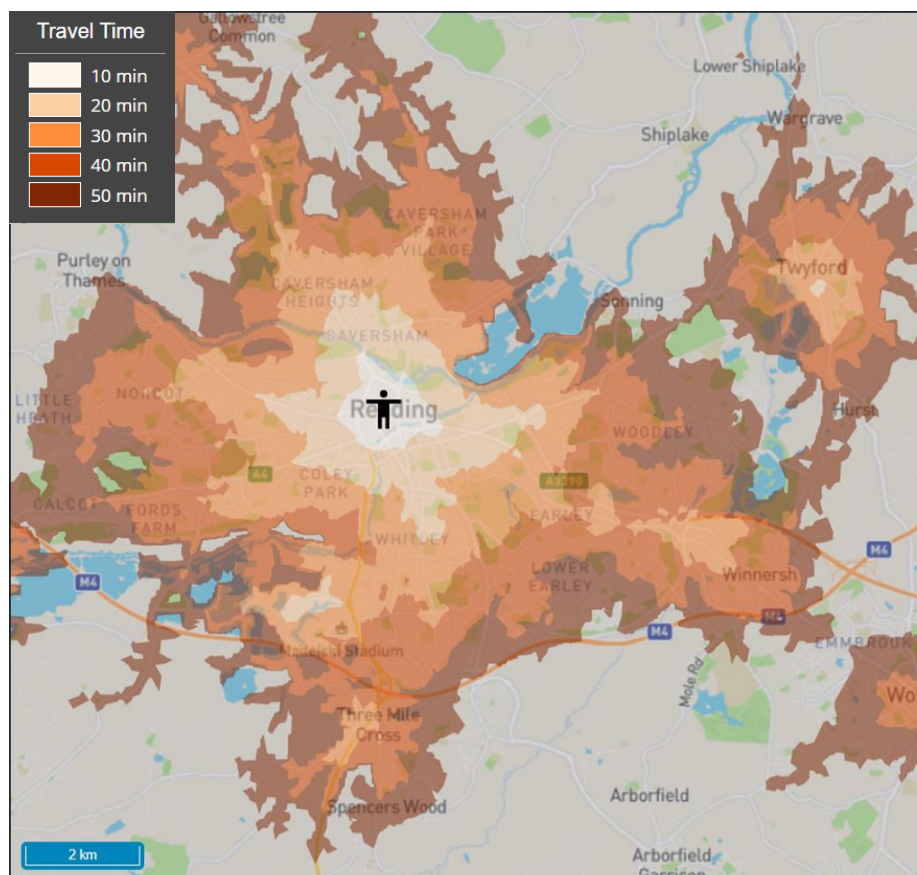 Travel Time
10 min
20 min
30 min
40 min
50 min
Gallowstree
Common
Lower Shiplake
Wargrave
Shiplake
CAVERSHAM
PARK
VILLAGE
Purley on
Thames
Twyford
CAVERSHAM
HEIGHTS
Sonning
CAVERSHAM
NORCOT
LITTLE
HEATH
Reading
Hurst
WOODLEY
A4
COLEY
PARK
A3290
CALCOT
FORDS
FARM
EARLEY
WHITLEY
M4
M4
LOWER
EARLEY
Winnersh
M4
M4
EMMBROOK
Madejski Stadium
Mole Rd
Wo
Three Mile
Cross
Spencers Wood
Arborfield
2 km
Arborfield
Garrison